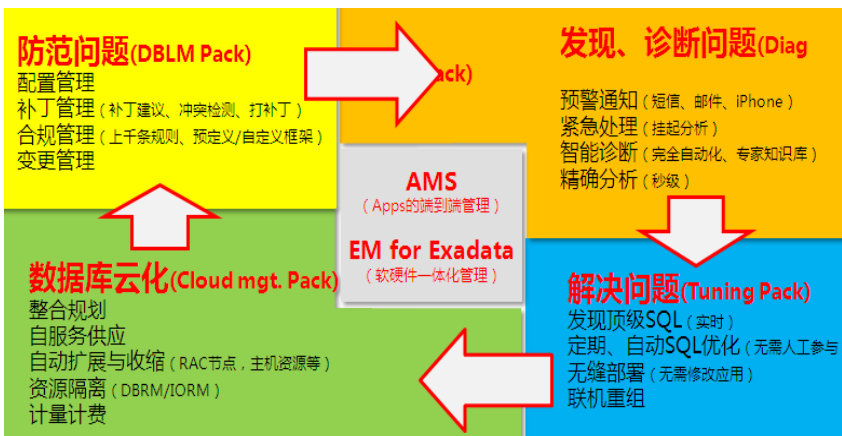 防范问题(DBLM Pack)
配置管理
补丁管理（补丁建议、冲突检测、打补丁）
合规管理（上千条规则、预定义/自定义框架）
变更管理
发现、诊断问题(Diag
ack)
预警通知（短信、邮件、iPhone）
紧急处理（挂起分析）
智能诊断（完全自动化、专家知识库）
精确分析（秒级）
AMS
（Apps的端到端管理）
EM for Exadata
（软硬件一体化管理）
数据库云化(Cloud mgt. Pack)
整合规划
自服务供应
自动扩展与收缩（RAC节点，主机资源等）
资源隔离（DBRM/IORM）
计量计费
解决问题(Tuning Pack)
发现顶级SQL（实时）
定期、自动SQL优化（无需人工参与
无缝部署（无需修改应用）
联机重组